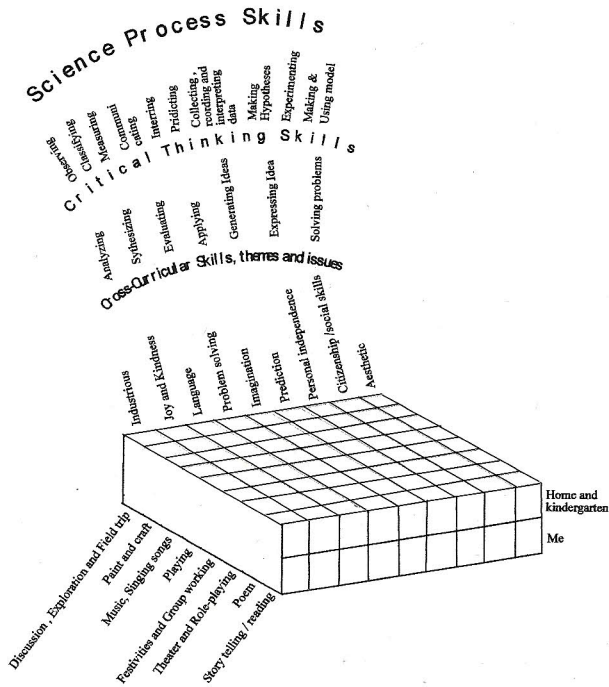 Science Process Skills
Observing
Classifying
Measuring
Communi
cating
Interring
Pridicting
Collecting ,
reording and
interpreting
data
Making
Hypotheses
Experimenting
Making &
Using model
Critical Thinking Skills
Analyzing
Sythesizing
Evaluating
Applying
Generating Ideas
Expressing Idea
Solving problems
Cross-Curricular Skills, themes and issues
Industrious
Joy and Kindness
Language
Problem solving
Imagination
Prediction
Personal independence
Citizenship /social skills
Aesthetic
Home and
kindergarten
Me
Discussion , Exploration and Field trip
Paint and craft
Music, Singing songs
Playing
Festivities and Group working
Theater and Role-playing
Poem
Story telling / reading